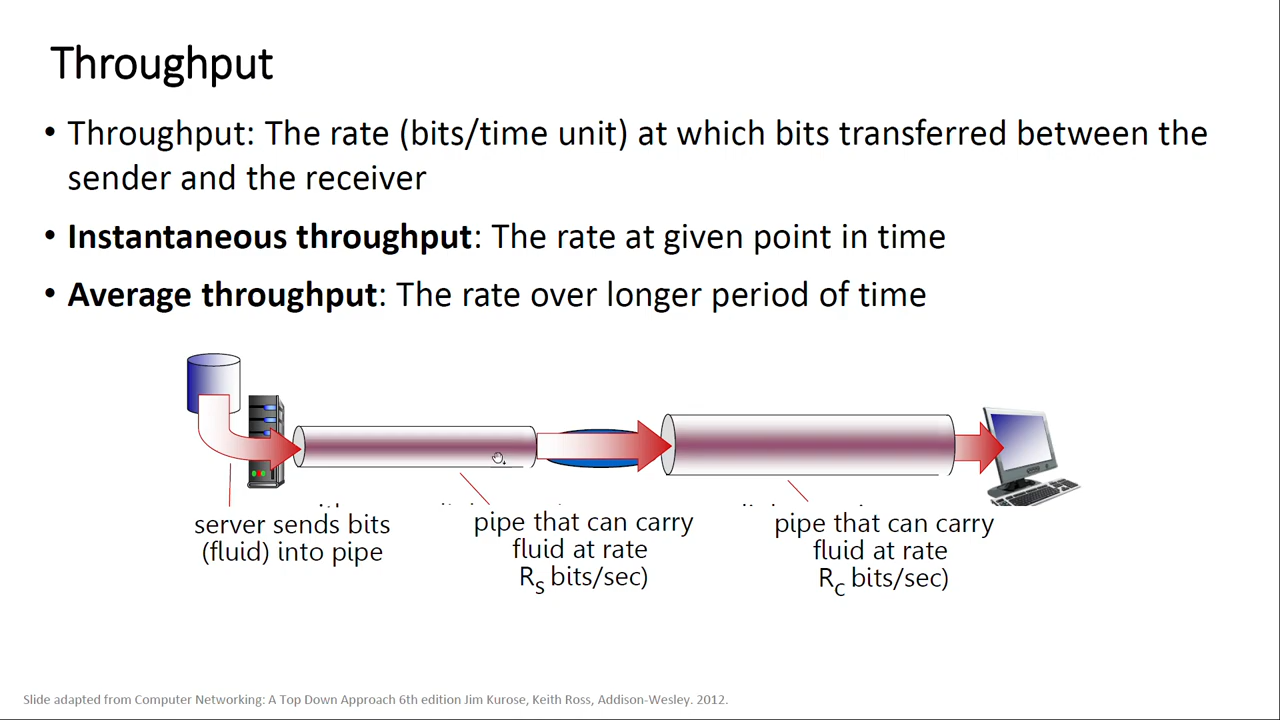 Throughput
• Throughput: The rate (bits/time unit) at which bits transferred between the
sender and the receiver
• Instantaneous throughput: The rate at given point in time
• Average throughput: The rate over longer period of time
server sends bits
(fluid) into pipe
pipe that can carry
fluid at rate
RS bits/sec)
pipe that can carry
fluid at rate
RC bits/sec)
Slide adapted from Computer Networking: A Top Down Approach 6th edition Jim Kurose, Keith Ross, Addison-Wesley. 2012.